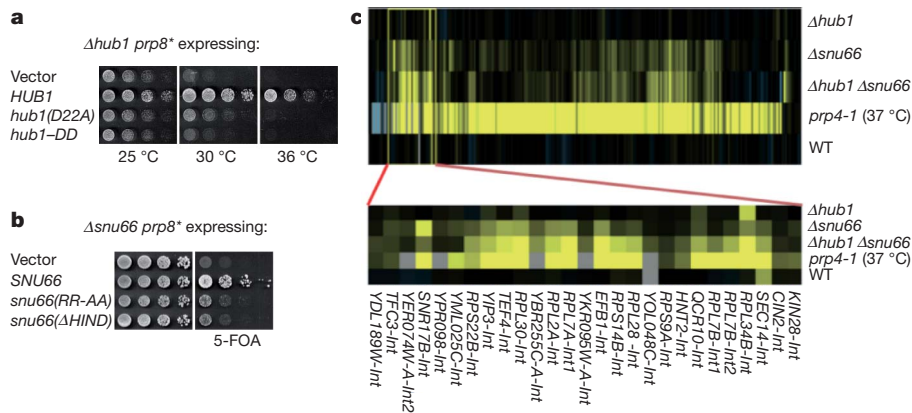 a
Δhub1 prp8* expressing:
Vector
HUB1
hub1(D22A)
hub1–DD
25 °C
30 °C
36 °C
b
Δsnu66 prp8* expressing:
Vector
SNU66
snu66(RR-AA)
snu66(ΔHIND)
5-FOA
c
Δhub1
Δsnu66
Δhub1 Δsnu66
prp4-1 (37 °C)
WT
Δhub1
Δsnu66
Δhub1 Δsnu66
prp4-1 (37 °C)
WT
YDL189W-Int
TFC3-Int
YER074W-A-Int2
SNR17B-Int
YPR098-Int
YML025C-Int
RPS22B-Int
YIP3-Int
TEF4-Int
RPL30-Int
YBR255C-A-Int
RPL2A-Int
RPL7A-Int1
YKR095W-A-Int
EFB1-Int
RPS14B-Int
RPL28 -Int
YOL048C-Int
RPS9A-Int
HNT2-Int
QCR10-Int
RPL7B-Int1
RPL7B-Int2
RPL34B-Int
SEC14-Int
CIN2-Int
KIN28-Int